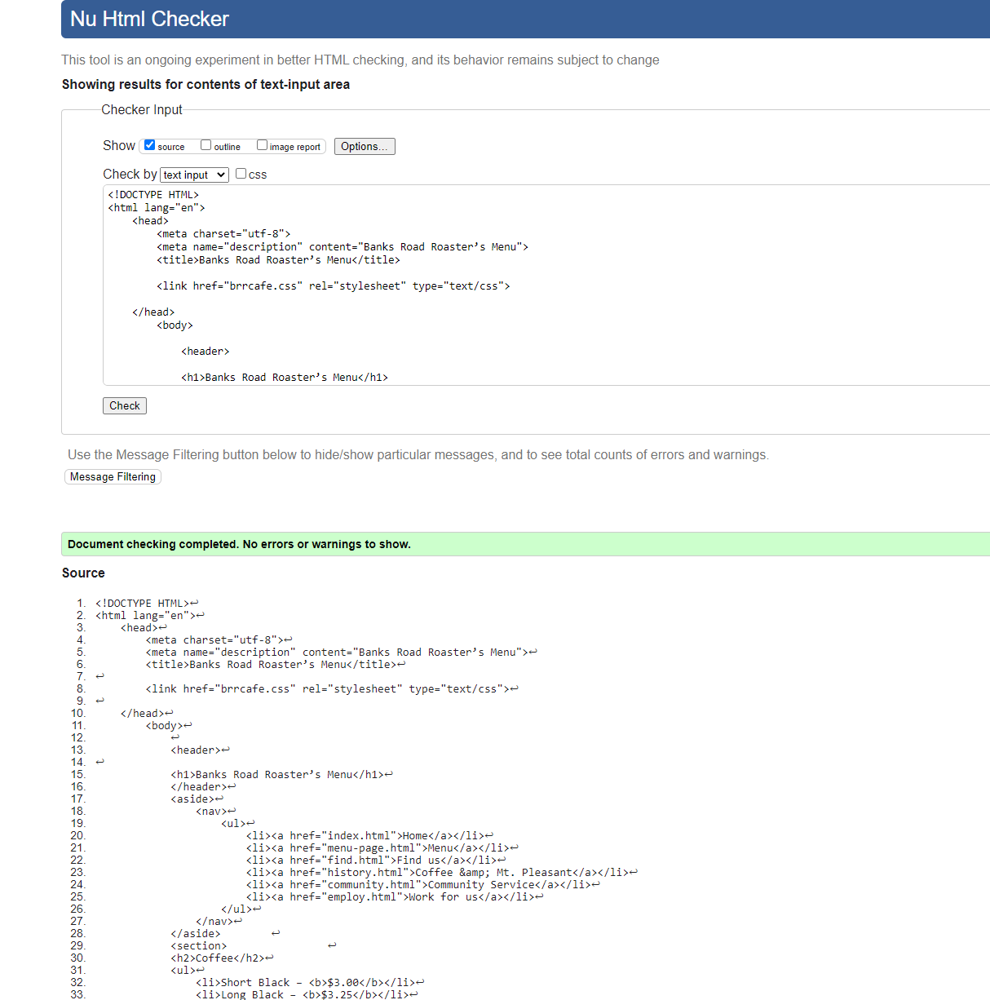 Nu Html Checker
This tool is an ongoing experiment in better HTML checking, and its behavior remains subject to change
Showing results for contents of text-input area
Checker Input
Show source outline image report Options...
Check by text input css
<!DOCTYPE HTML>
<html lang="en">
<head>
<meta charset="utf-8">
<meta name="description" content="Banks Road Roaster’s Menu">
<title>Banks Road Roaster’s Menu</title>
<link href="brrcafe.css" rel="stylesheet" type="text/css">
</head>
<body>
<header>
<h1>Banks Road Roaster’s Menu</h1>
Check
Use the Message Filtering button below to hide/show particular messages, and to see total counts of errors and warnings.
Message Filtering
Document checking completed. No errors or warnings to show.
Source
1. <!DOCTYPE HTML>↩
2. <html lang="en">↩
3. <head>↩
4. <meta charset="utf-8">↩
5. <meta name="description" content="Banks Road Roaster’s Menu">↩
6. <title>Banks Road Roaster’s Menu</title>↩
7. ↩
8. <link href="brrcafe.css" rel="stylesheet" type="text/css">↩
9. ↩
10. </head>↩
11. <body>↩
12. ↩
13. <header>↩
14. ↩
15. <h1>Banks Road Roaster’s Menu</h1>↩
16. </header>↩
17. <aside>↩
18. <nav>↩
19. <ul>↩
20. <li><a href="index.html">Home</a></li>↩
21. <li><a href="menu-page.html">Menu</a></li>↩
22. <li><a href="find.html">Find us</a></li>↩
23. <li><a href="history.html">Coffee &amp; Mt. Pleasant</a></li>↩
24. <li><a href="community.html">Community Service</a></li>↩
25. <li><a href="employ.html">Work for us</a></li>↩
26. </ul>↩
27. </nav>↩
28. </aside> ↩
29. <section> ↩
30. <h2>Coffee</h2>↩
31. <ul>↩
32. <li>Short Black – <b>$3.00</b></li>↩
33. <li>Long Black – <b>$3.25</b></li>↩